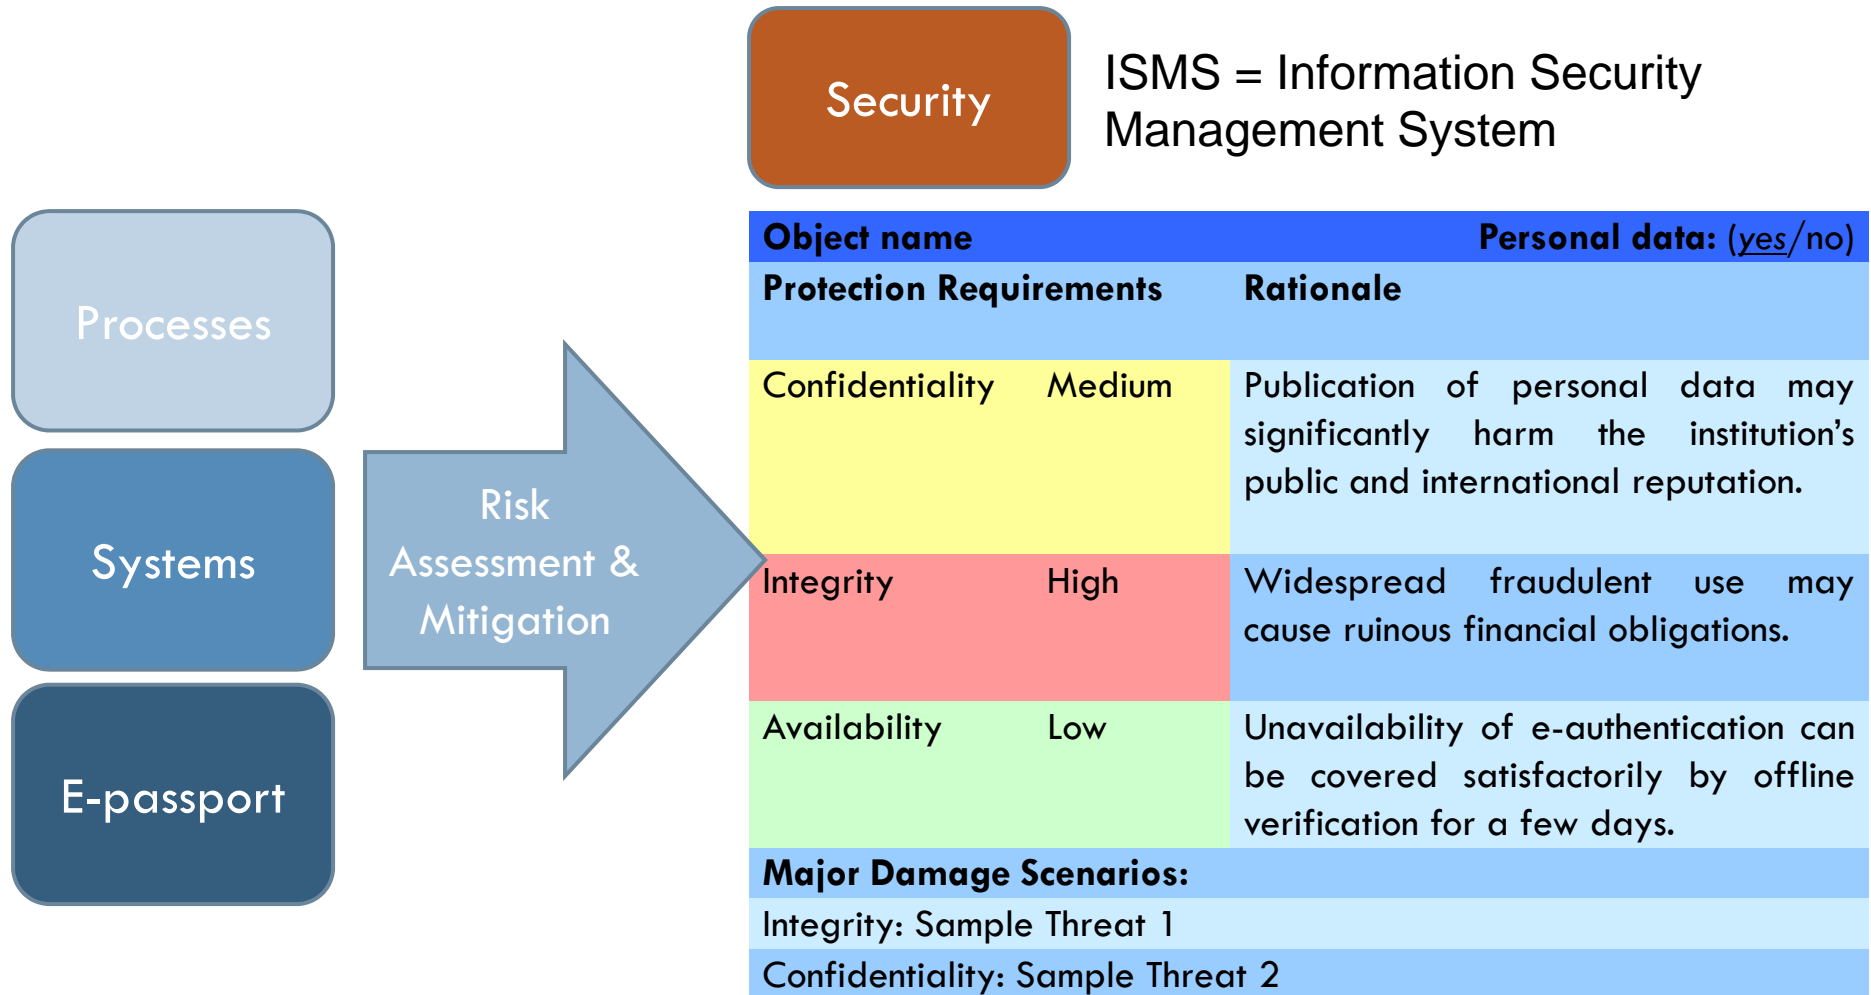 Security
ISMS = Information Security
Management System
Processes
Systems
E-passport
Risk
Assessment &
Mitigation
Object name Personal data: (yes/no)
Protection Requirements Rationale
Confidentiality Medium Publication of personal data may
significantly harm the institution’s
public and international reputation.
Integrity High Widespread fraudulent use may
cause ruinous financial obligations.
Availability Low Unavailability of e-authentication can
be covered satisfactorily by offline
verification for a few days.
Major Damage Scenarios:
Integrity: Sample Threat 1
Confidentiality: Sample Threat 2